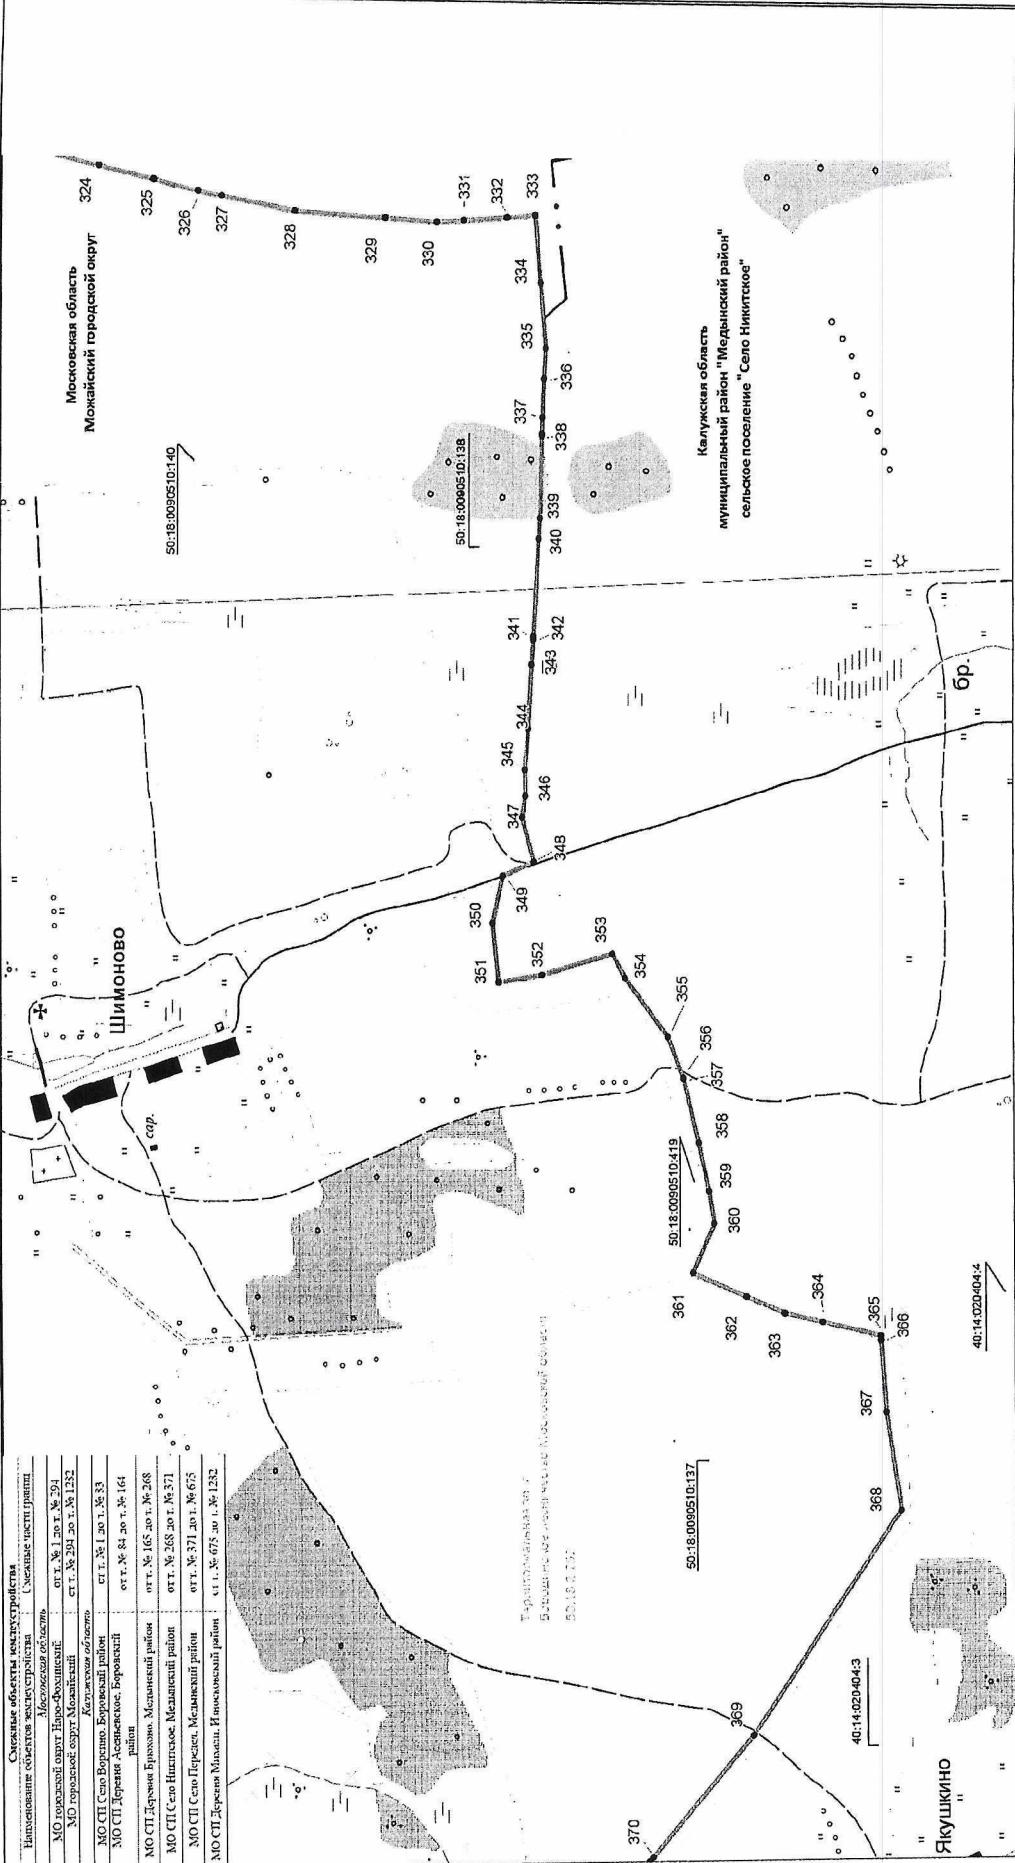 Смежные объекты землеустройства
Наименование объектов землеустройства Смежные части границ
Московская область
МО городской округ Наро-Фоминский от т. № 1 до т. № 294
МО городской округ Можайский от т. № 294 до т. № 1282
Калужская область
МО СП Село Ворсино, Боровский район от т. № 1 до т. № 83
МО СП Деревня Асеньевское, Боровский район от т. № 84 до т. № 164
МО СП Деревня Брюхово, Медынский район от т. № 165 до т. № 268
МО СП Село Никитское, Медынский район от т. № 268 до т. № 371
МО СП Село Передел, Медынский район от т. № 371 до т. № 675
МО СП Деревня Михали, Износковский район от т. № 675 до т. № 1282
Московская область
Можайский городской округ
324
325
326
327
328
329
330
331
332
333
334
335
336
337
338
339
340
341
342
343
344
345
346
347
348
349
350
351
352
353
354
355
356
357
358
359
360
361
362
363
364
365
366
367
368
369
370
50:18:0090510:140
50:18:0090510:138
Калужская область
муниципальный район "Медынский район"
сельское поселение "Село Никитское"
Шимоново
сар.
бр.
50:18:0090510:419
50:18:0090510:137
40:14:020404:4
40:14:020404:3
Якушкино